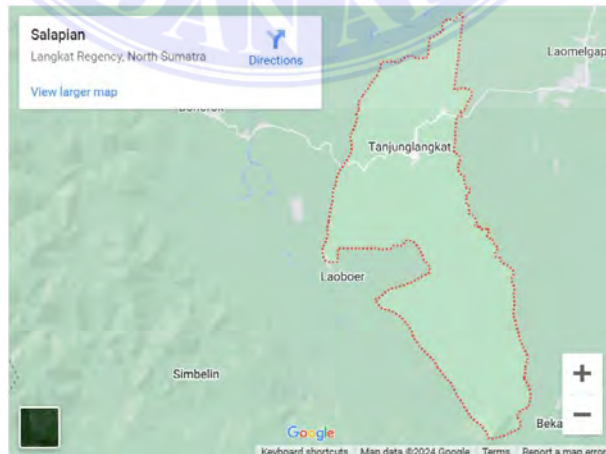 Salapian
Langkat Regency, North Sumatra
Directions
View larger map
Laomelgap
Tanjunglangkat
Laoboer
Simbelin
+
−
Google
Keyboard shortcuts Map data ©2024 Google Terms Report a map error